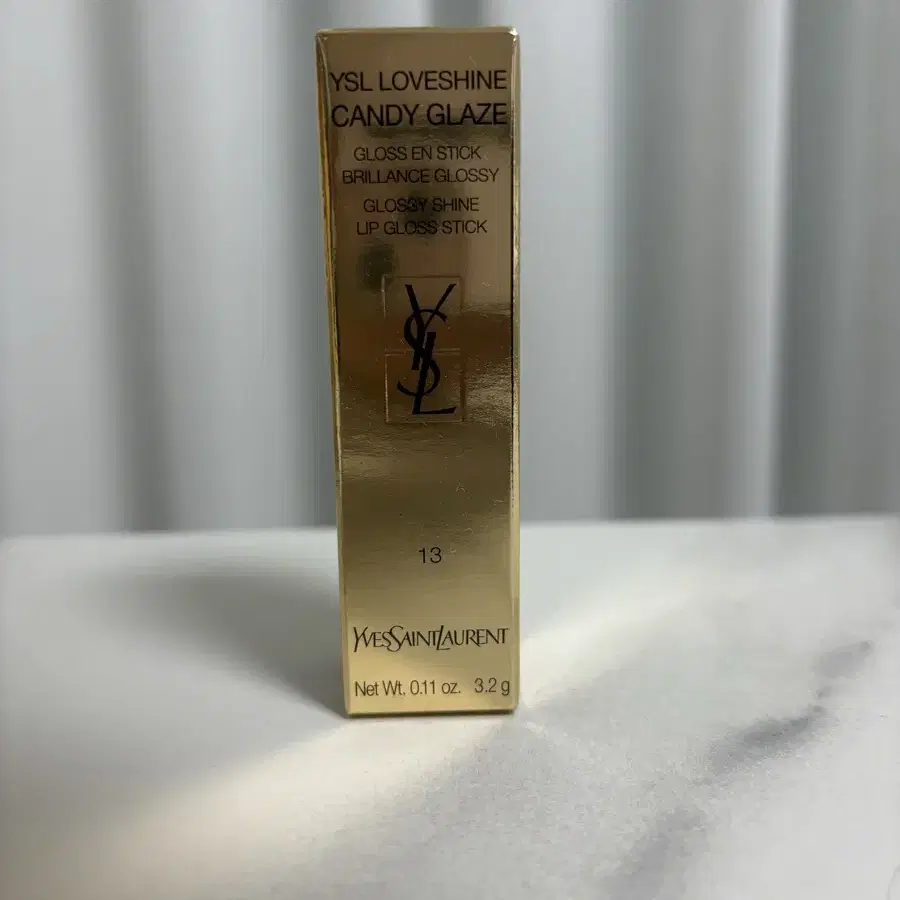 YSL LOVESHINE
CANDY GLAZE
GLOSS EN STICK
BRILLANCE GLOSSY
GLOSSY SHINE
LIP GLOSS STICK
YSL
13
YVESSAINTLAURENT
Net Wt. 0.11 oz. 3.2 g